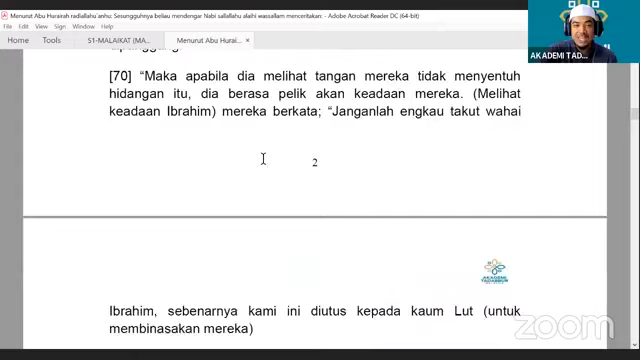 Menurut Abu Hurairah radiallahu'anhu: Sesungguhnya beliau mendengar Nabi sallallahu alaihi wassallam menceritakan: - Adobe Acrobat Reader DC (64-bit)
File Edit View Sign Window Help
Home Tools S1-MALAIKAT (MA... Menurut Abu Hurair... ×
[70] “Maka apabila dia melihat tangan mereka tidak menyentuh
hidangan itu, dia berasa pelik akan keadaan mereka. (Melihat
keadaan Ibrahim) mereka berkata; “Janganlah engkau takut wahai
2
AKADEMI
TADABBUR
Ibrahim, sebenarnya kami ini diutus kepada kaum Lut (untuk
membinasakan mereka)
AKADEMI TAD...
zoom